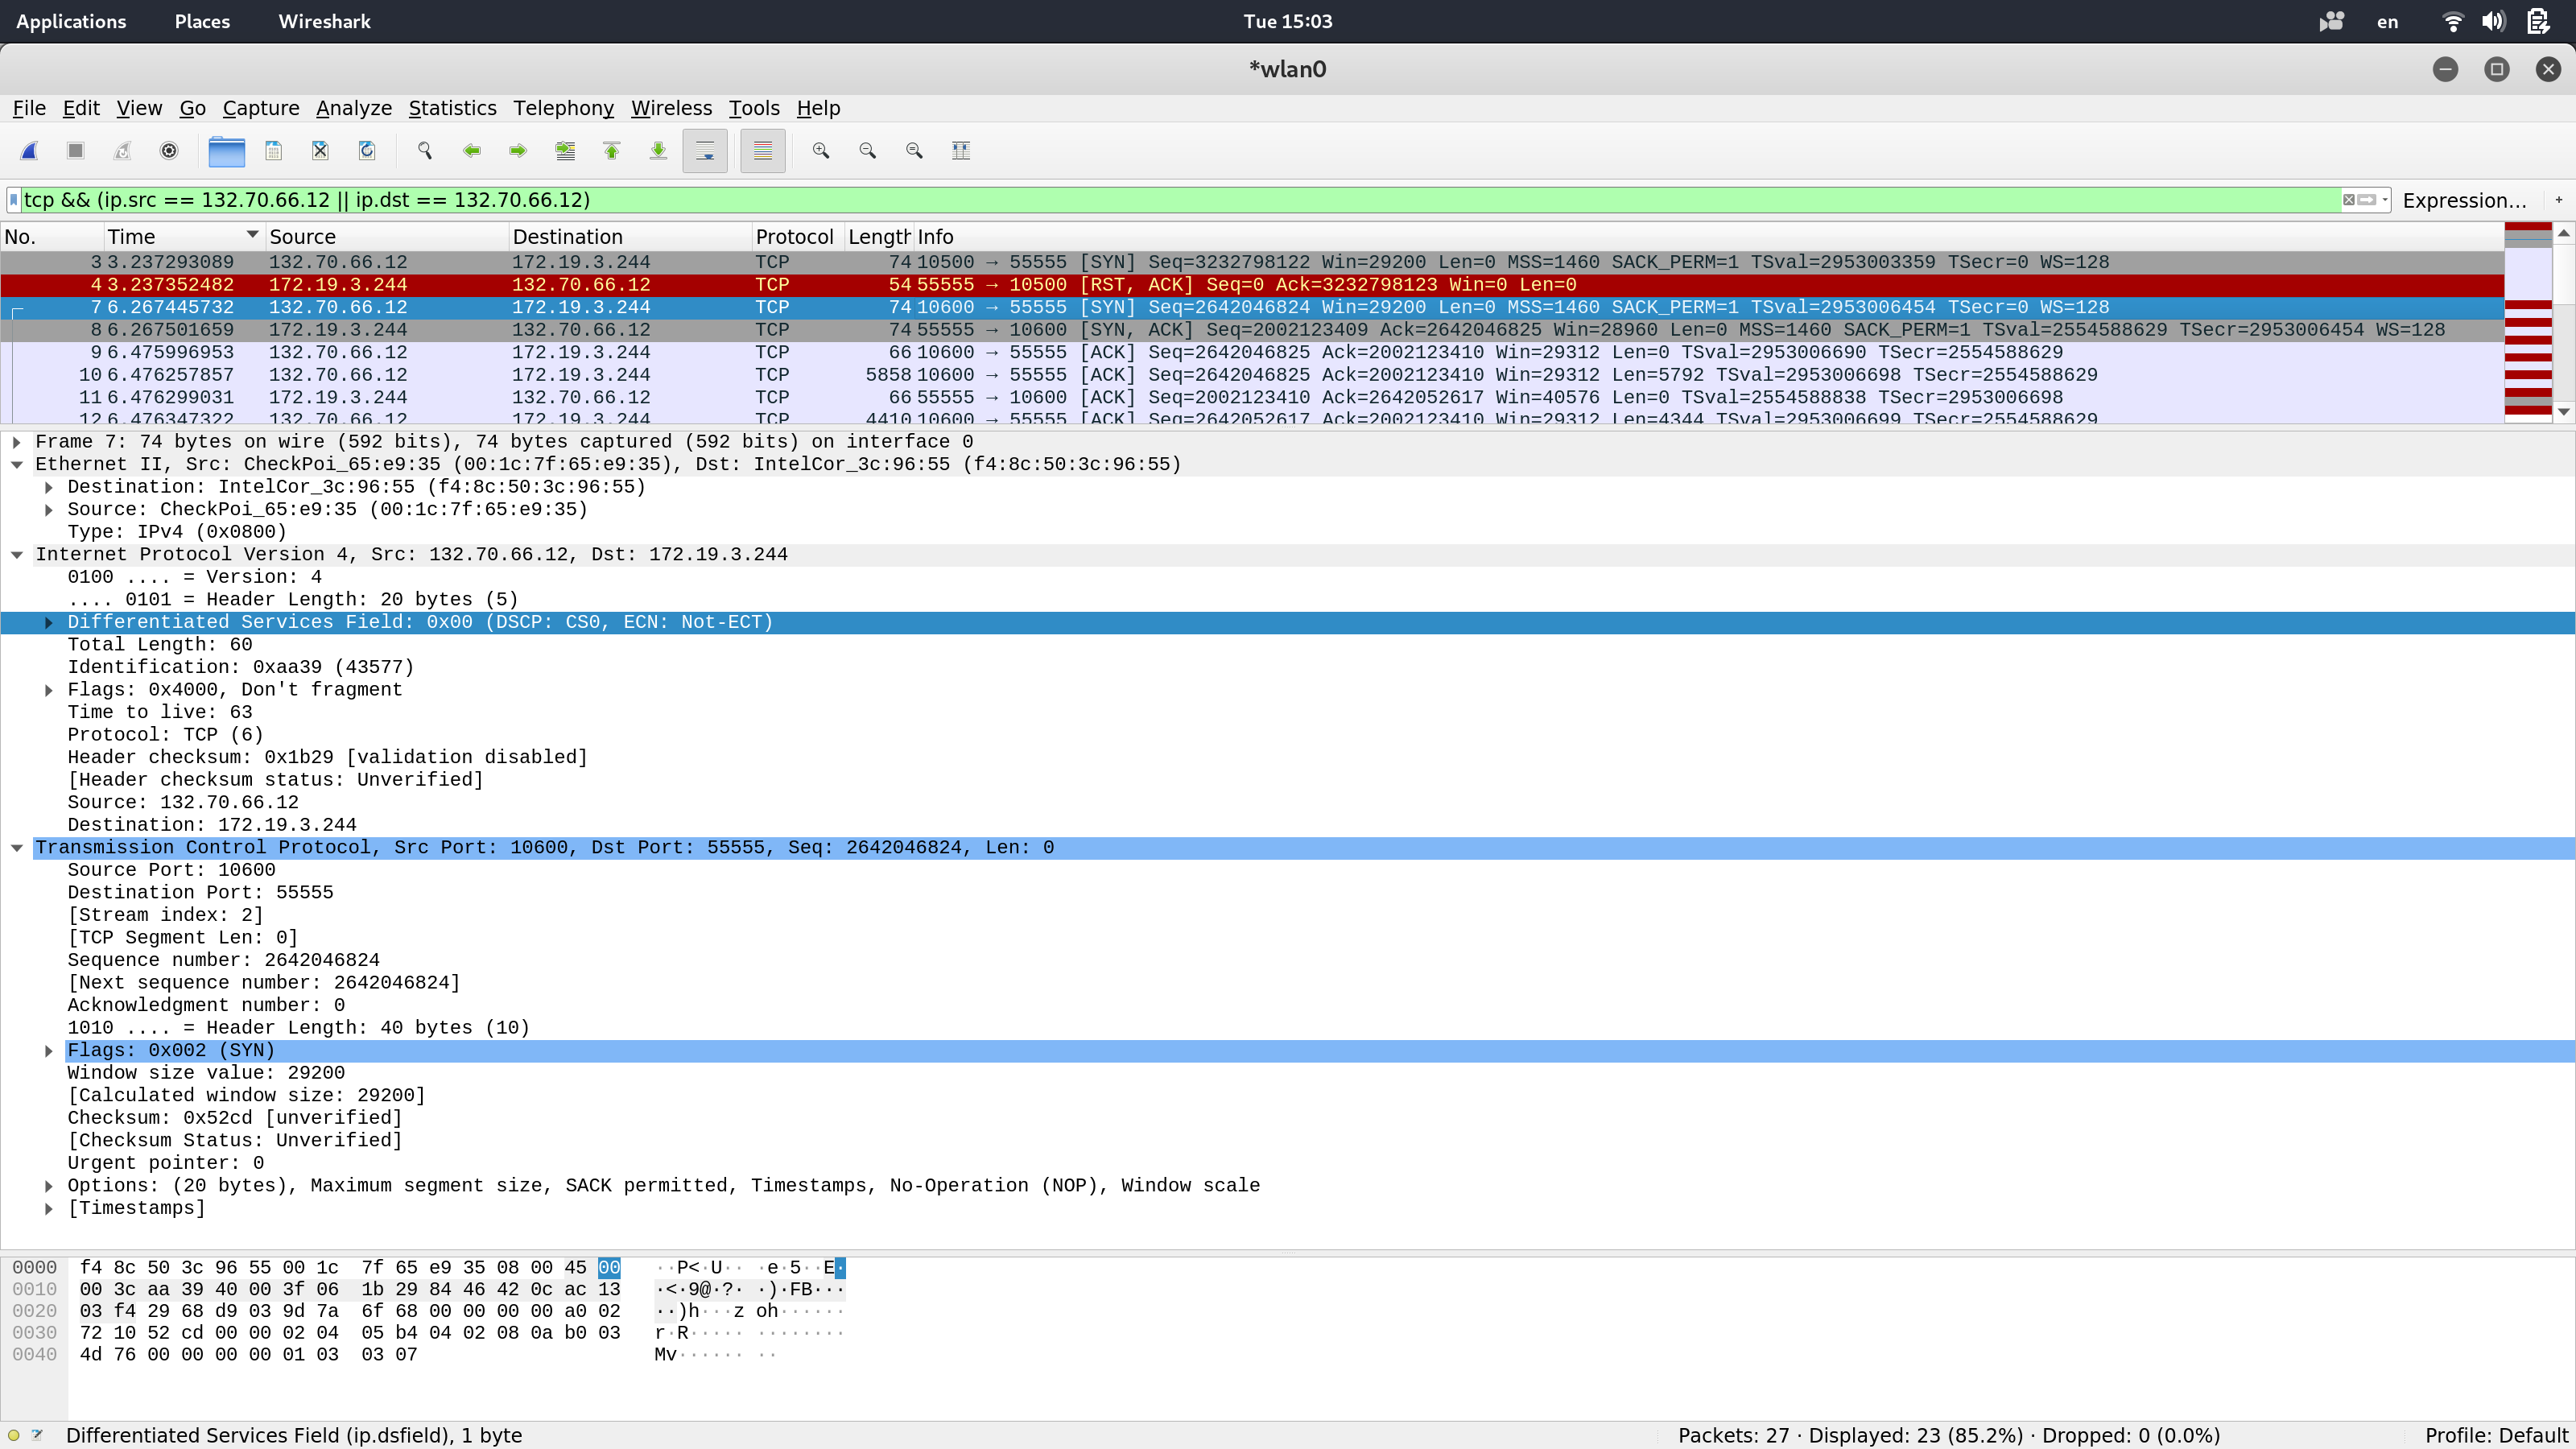 Applications Places Wireshark Tue 15:03 en
*wlan0
File Edit View Go Capture Analyze Statistics Telephony Wireless Tools Help
tcp && (ip.src == 132.70.66.12 || ip.dst == 132.70.66.12) Expression… +
No. Time Source Destination Protocol Length Info
3 3.237293089 132.70.66.12 172.19.3.244 TCP 74 10500 → 55555 [SYN] Seq=3232798122 Win=29200 Len=0 MSS=1460 SACK_PERM=1 TSval=2953003359 TSecr=0 WS=128
4 3.237352482 172.19.3.244 132.70.66.12 TCP 54 55555 → 10500 [RST, ACK] Seq=0 Ack=3232798123 Win=0 Len=0
7 6.267445732 132.70.66.12 172.19.3.244 TCP 74 10600 → 55555 [SYN] Seq=2642046824 Win=29200 Len=0 MSS=1460 SACK_PERM=1 TSval=2953006454 TSecr=0 WS=128
8 6.267501659 172.19.3.244 132.70.66.12 TCP 74 55555 → 10600 [SYN, ACK] Seq=2002123409 Ack=2642046825 Win=28960 Len=0 MSS=1460 SACK_PERM=1 TSval=2554588629 TSecr=2953006454 WS=128
9 6.475996953 132.70.66.12 172.19.3.244 TCP 66 10600 → 55555 [ACK] Seq=2642046825 Ack=2002123410 Win=29312 Len=0 TSval=2953006690 TSecr=2554588629
10 6.476257857 132.70.66.12 172.19.3.244 TCP 5858 10600 → 55555 [ACK] Seq=2642046825 Ack=2002123410 Win=29312 Len=5792 TSval=2953006698 TSecr=2554588629
11 6.476299031 172.19.3.244 132.70.66.12 TCP 66 55555 → 10600 [ACK] Seq=2002123410 Ack=2642052617 Win=40576 Len=0 TSval=2554588838 TSecr=2953006698
12 6.476347322 132.70.66.12 172.19.3.244 TCP 4410 10600 → 55555 [ACK] Seq=2642052617 Ack=2002123410 Win=29312 Len=4344 TSval=2953006699 TSecr=2554588629
Frame 7: 74 bytes on wire (592 bits), 74 bytes captured (592 bits) on interface 0
Ethernet II, Src: CheckPoi_65:e9:35 (00:1c:7f:65:e9:35), Dst: IntelCor_3c:96:55 (f4:8c:50:3c:96:55)
Destination: IntelCor_3c:96:55 (f4:8c:50:3c:96:55)
Source: CheckPoi_65:e9:35 (00:1c:7f:65:e9:35)
Type: IPv4 (0x0800)
Internet Protocol Version 4, Src: 132.70.66.12, Dst: 172.19.3.244
0100 .... = Version: 4
.... 0101 = Header Length: 20 bytes (5)
Differentiated Services Field: 0x00 (DSCP: CS0, ECN: Not-ECT)
Total Length: 60
Identification: 0xaa39 (43577)
Flags: 0x4000, Don't fragment
Time to live: 63
Protocol: TCP (6)
Header checksum: 0x1b29 [validation disabled]
[Header checksum status: Unverified]
Source: 132.70.66.12
Destination: 172.19.3.244
Transmission Control Protocol, Src Port: 10600, Dst Port: 55555, Seq: 2642046824, Len: 0
Source Port: 10600
Destination Port: 55555
[Stream index: 2]
[TCP Segment Len: 0]
Sequence number: 2642046824
[Next sequence number: 2642046824]
Acknowledgment number: 0
1010 .... = Header Length: 40 bytes (10)
Flags: 0x002 (SYN)
Window size value: 29200
[Calculated window size: 29200]
Checksum: 0x52cd [unverified]
[Checksum Status: Unverified]
Urgent pointer: 0
Options: (20 bytes), Maximum segment size, SACK permitted, Timestamps, No-Operation (NOP), Window scale
[Timestamps]
0000 f4 8c 50 3c 96 55 00 1c 7f 65 e9 35 08 00 45 00 ··P<·U·· ·e·5··E·
0010 00 3c aa 39 40 00 3f 06 1b 29 84 46 42 0c ac 13 ·<·9@·?· ·)·FB···
0020 03 f4 29 68 d9 03 9d 7a 6f 68 00 00 00 00 a0 02 ··)h···z oh······
0030 72 10 52 cd 00 00 02 04 05 b4 04 02 08 0a b0 03 r·R····· ········
0040 4d 76 00 00 00 00 01 03 03 07 Mv······ ··
Differentiated Services Field (ip.dsfield), 1 byte Packets: 27 · Displayed: 23 (85.2%) · Dropped: 0 (0.0%) Profile: Default